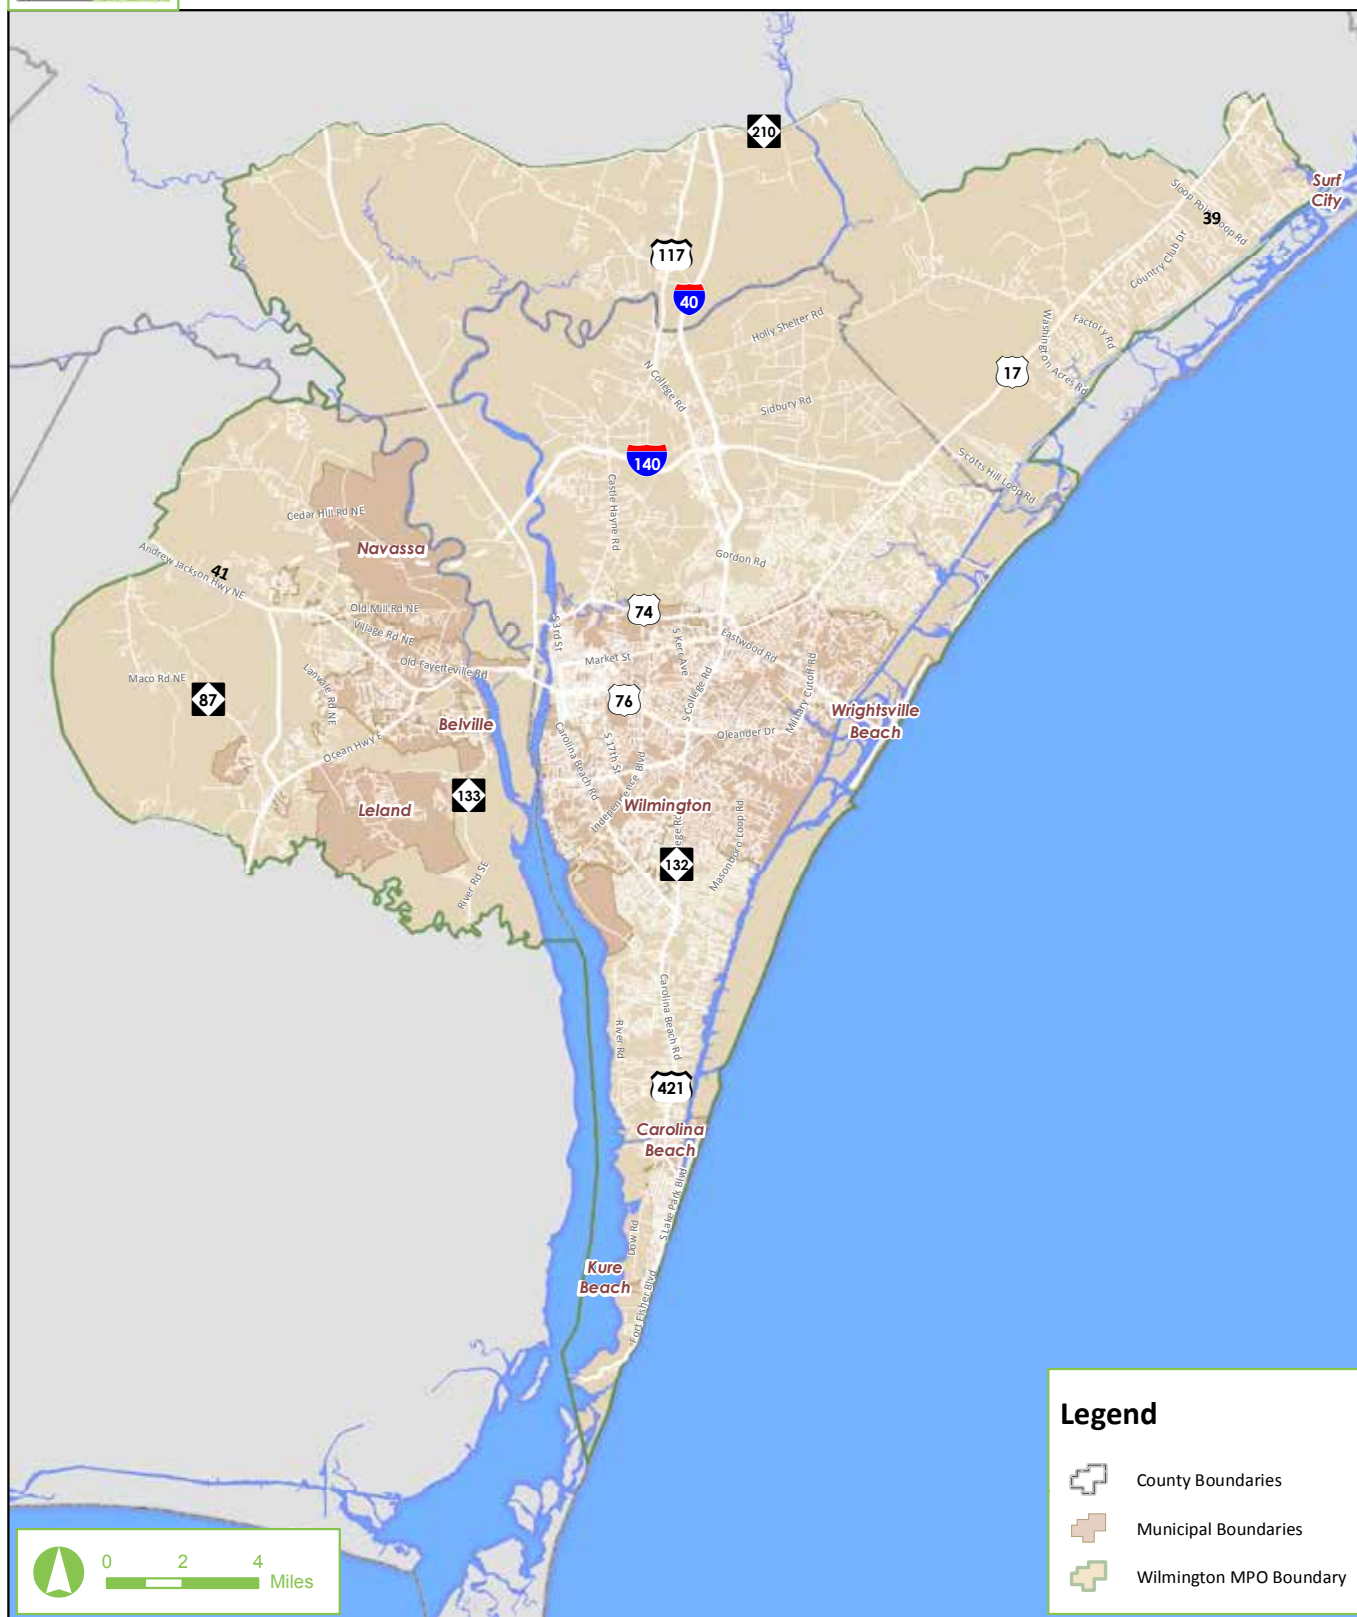 210
Surf
City
Sloop Point Loop Rd
39
Country Club Dr
117
40
Holly Shelter Rd
Washington Acres Rd
Factory Rd
17
N College Rd
Sidbury Rd
140
Scotts Hill Loop Rd
Castle Hayne Rd
Cedar Hill Rd NE
Navassa
Andrew Jackson Hwy NE
41
Gordon Rd
Old Mill Rd NE
74
Village Rd NE
S 3rd St
S Kerr Ave
Eastwood Rd
Market St
Old Fayetteville Rd
Maco Rd NE
87
Lanvale Rd NE
76
S College Rd
Military Cutoff Rd
Wrightsville
Beach
Belville
Ocean Hwy E
Carolina Beach Rd
S 17th St
Oleander Dr
Independence Blvd
133
Leland
Wilmington
Masonboro Loop Rd
132
River Rd SE
Carolina Beach Rd
River Rd
421
Carolina
Beach
S Lake Park Blvd
Dow Rd
Kure
Beach
Fort Fisher Blvd
Legend
County Boundaries
Municipal Boundaries
Wilmington MPO Boundary
0 2 4
Miles